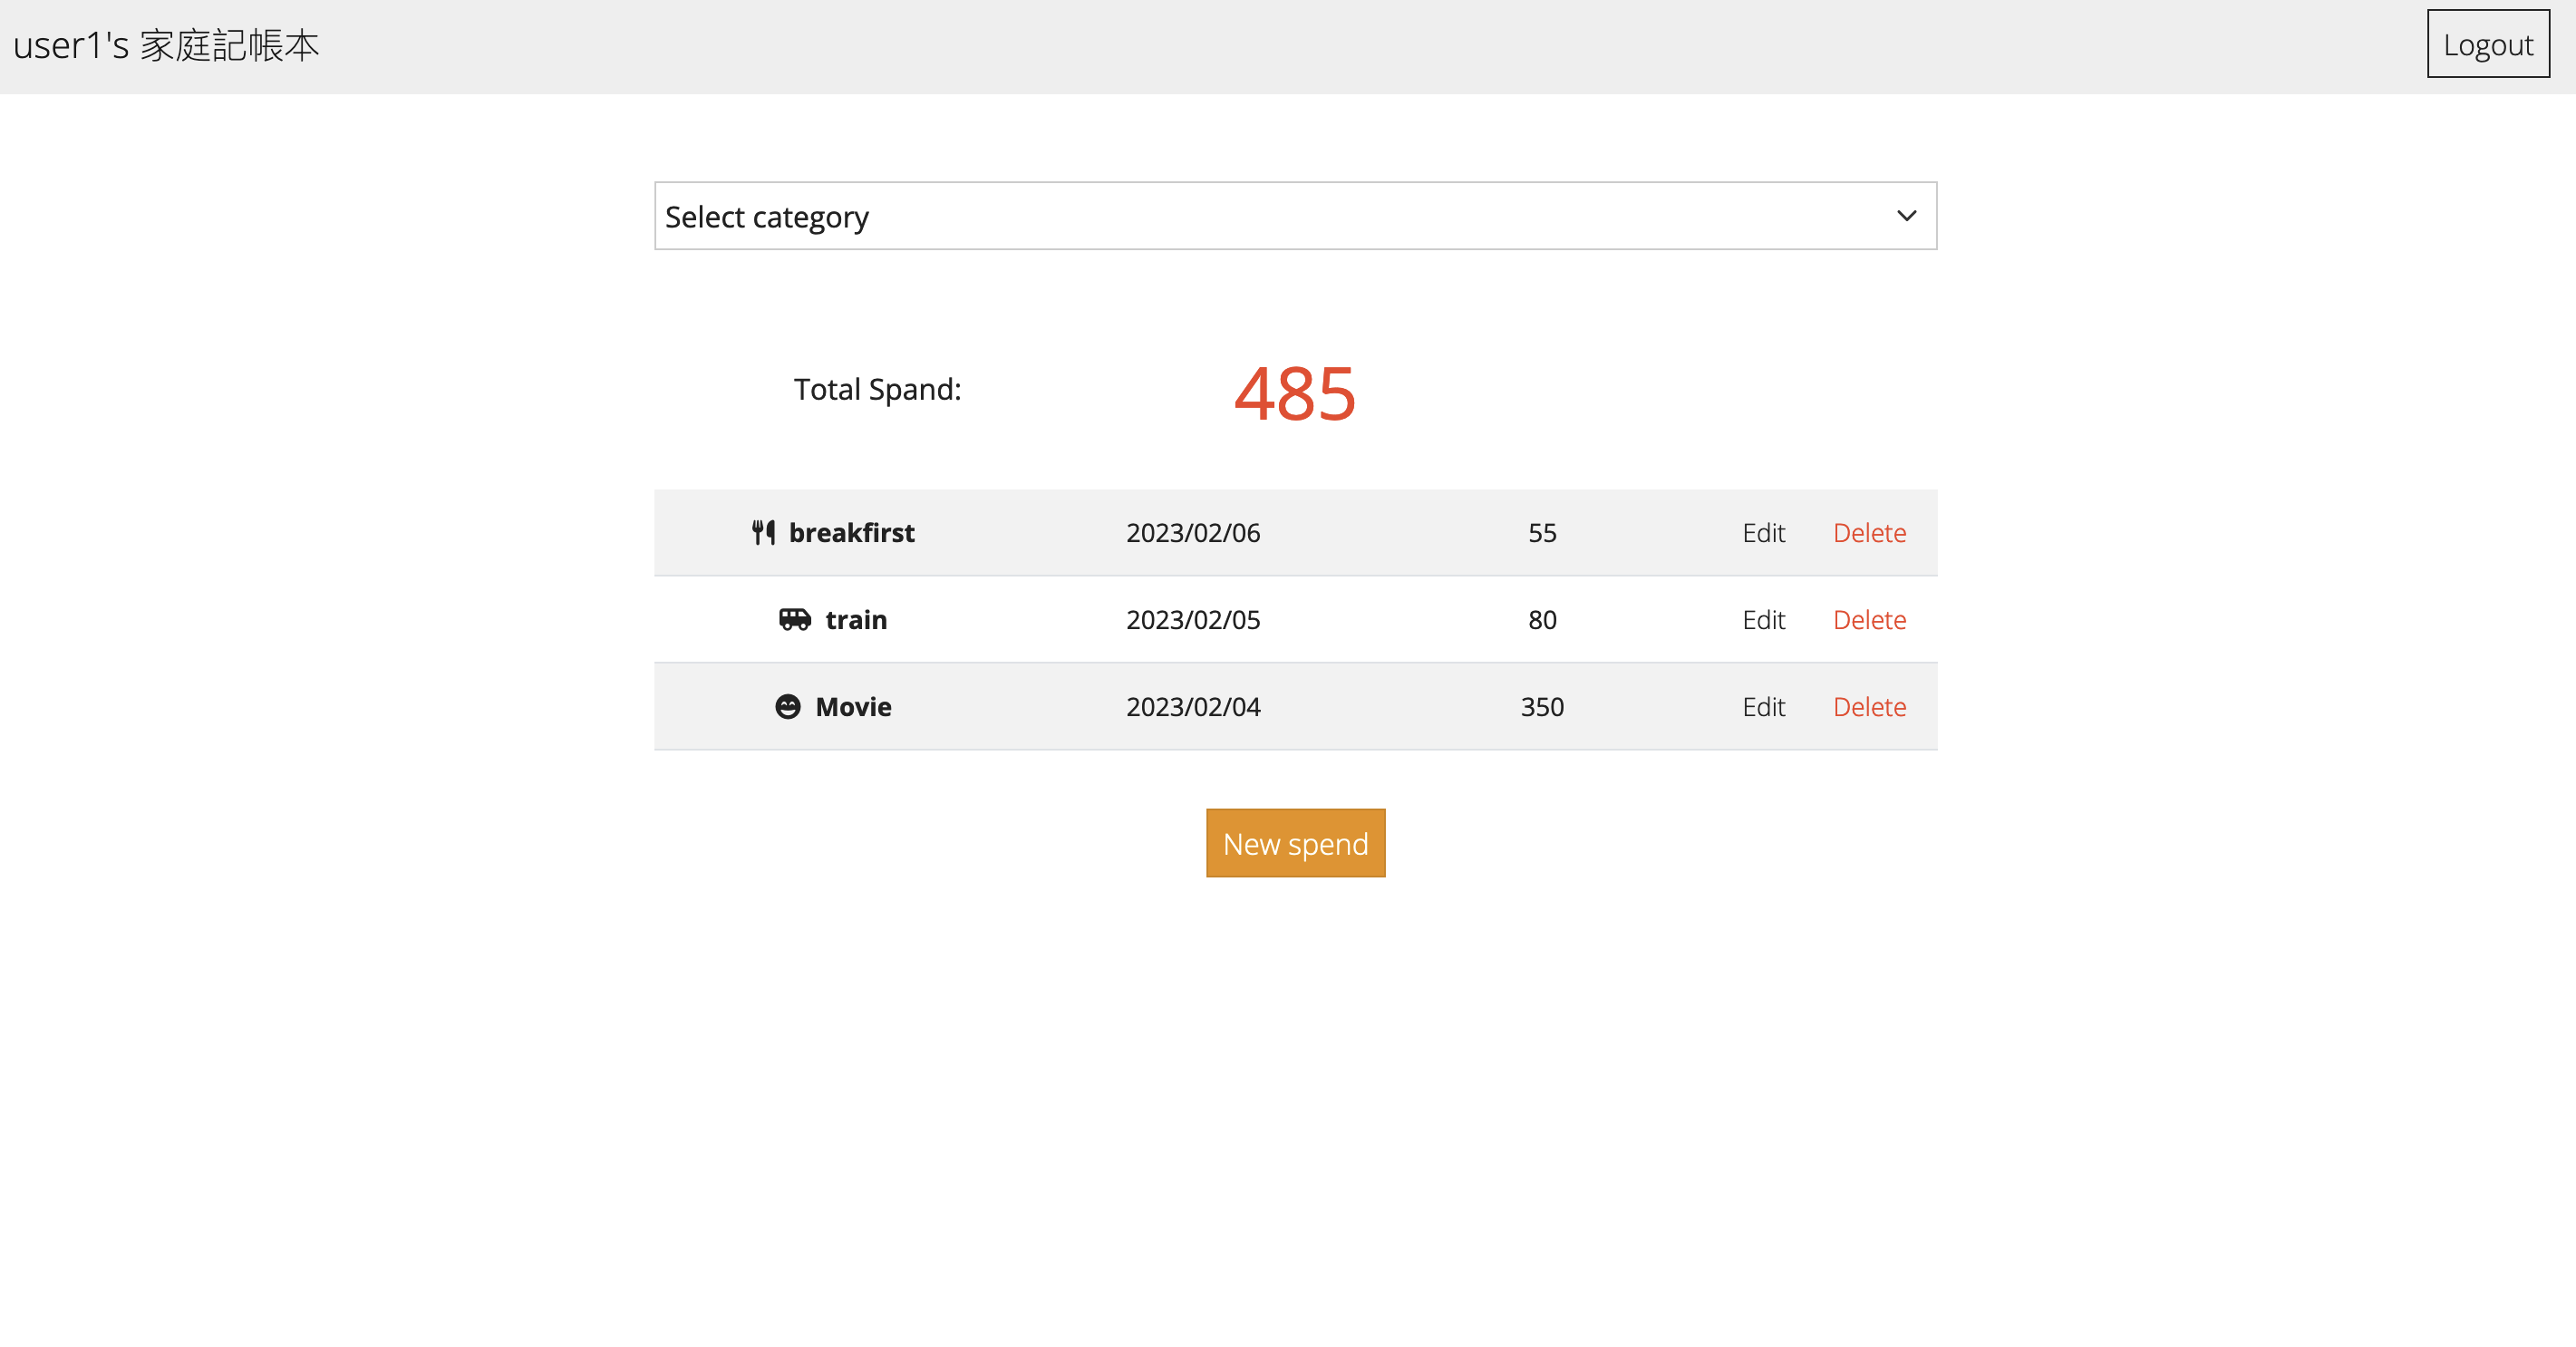 user1's 家庭記帳本 Logout
Select category
Total Spand: 485
breakfirst 2023/02/06 55 Edit Delete
train 2023/02/05 80 Edit Delete
Movie 2023/02/04 350 Edit Delete
New spend